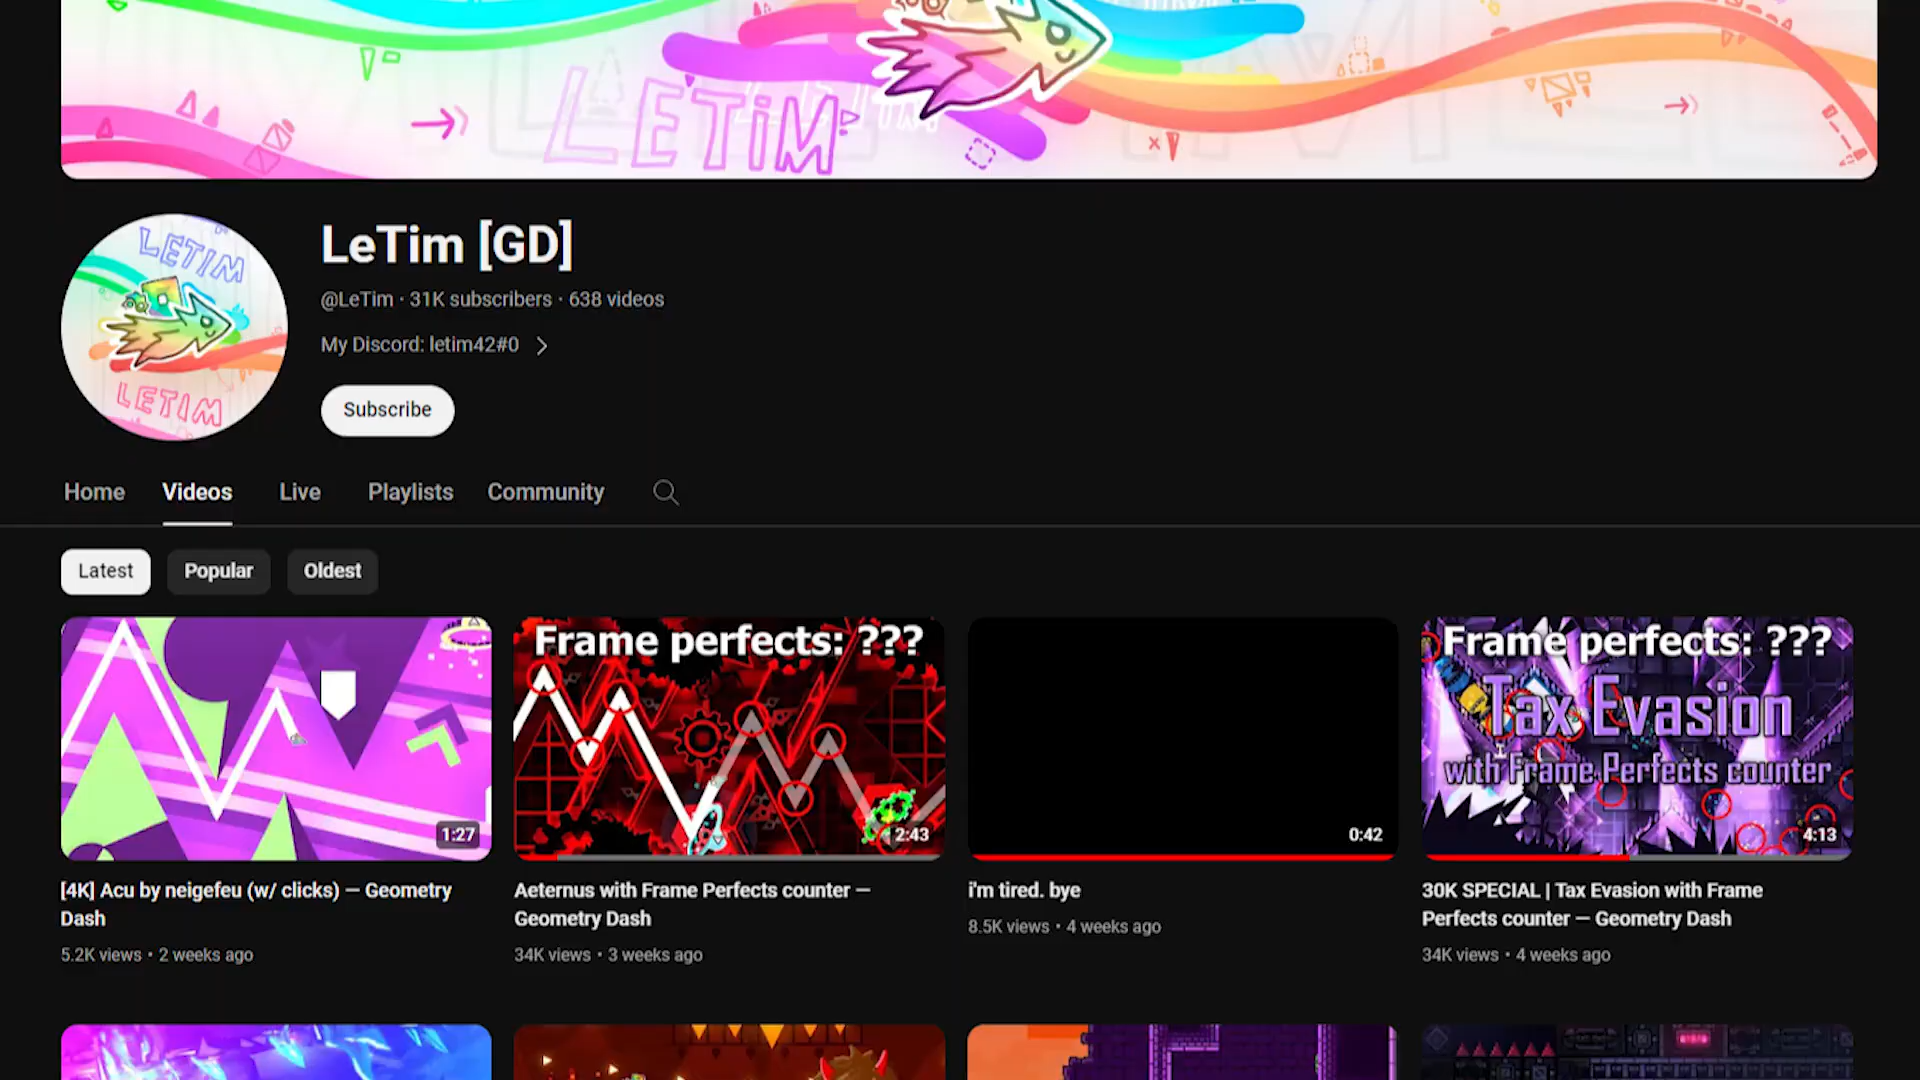 LETIM
LETIM
LETIM
LeTim [GD]
@LeTim · 31K subscribers · 638 videos
My Discord: letim42#0
Subscribe
Home Videos Live Playlists Community
Latest Popular Oldest
1:27
Frame perfects: ???
2:43
0:42
Frame perfects: ???
Tax Evasion
with Frame Perfects counter
4:13
[4K] Acu by neigefeu (w/ clicks) — Geometry
Dash
5.2K views • 2 weeks ago
Aeternus with Frame Perfects counter —
Geometry Dash
34K views • 3 weeks ago
i'm tired. bye
8.5K views • 4 weeks ago
30K SPECIAL | Tax Evasion with Frame
Perfects counter — Geometry Dash
34K views • 4 weeks ago